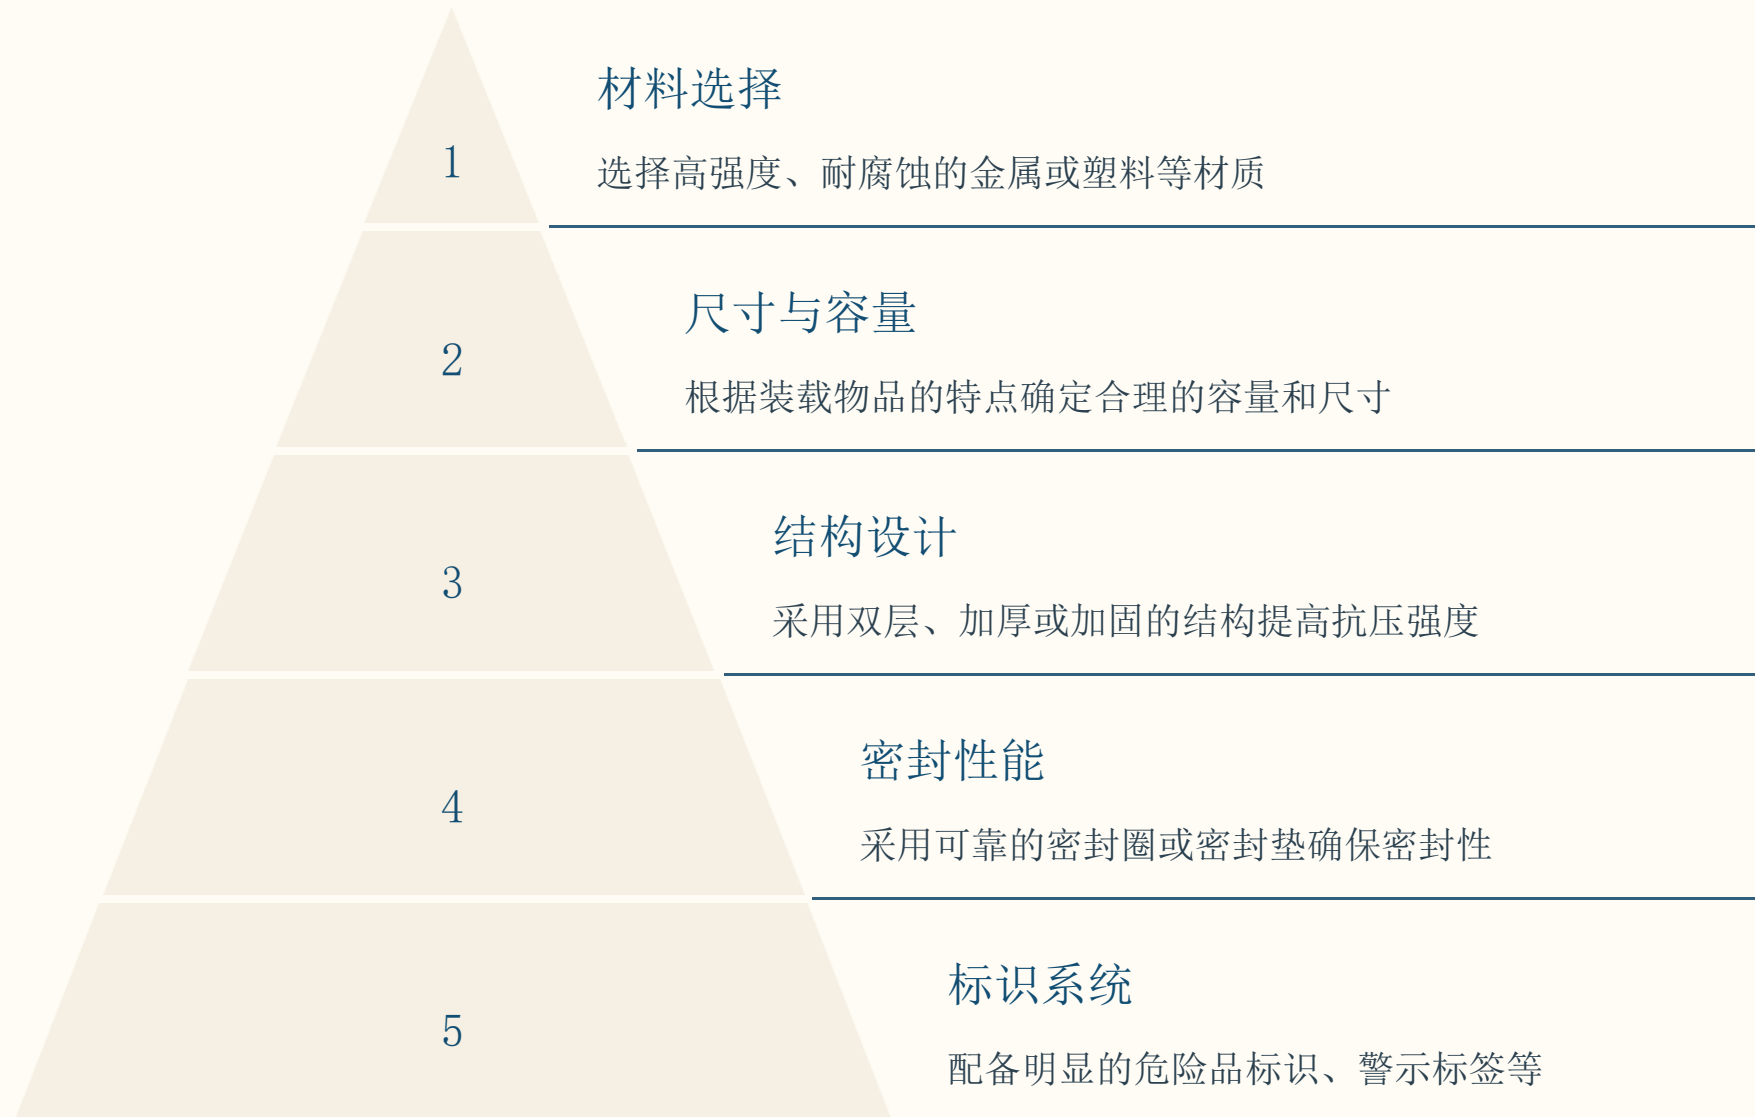 材料选择
1
选择高强度、耐腐蚀的金属或塑料等材质
尺寸与容量
2
根据装载物品的特点确定合理的容量和尺寸
结构设计
3
采用双层、加厚或加固的结构提高抗压强度
密封性能
4
采用可靠的密封圈或密封垫确保密封性
标识系统
5
配备明显的危险品标识、警示标签等